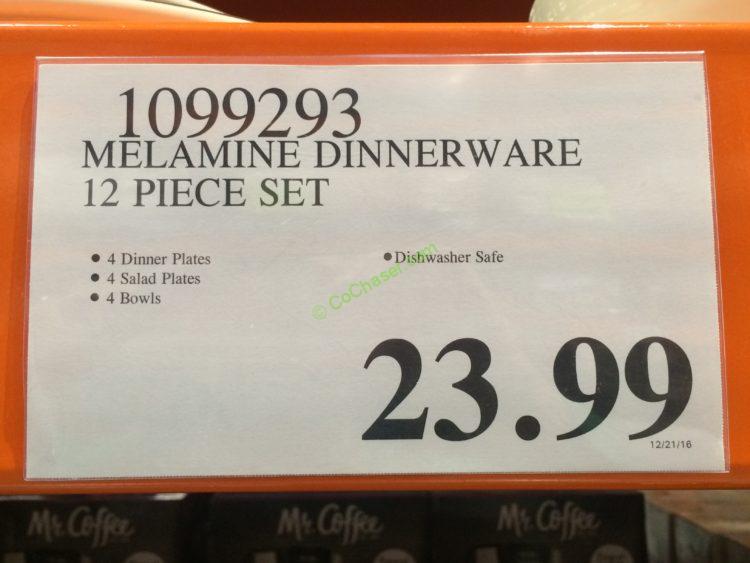 1099293
MELAMINE DINNERWARE
12 PIECE SET
• 4 Dinner Plates
• 4 Salad Plates
• 4 Bowls
• Dishwasher Safe
© CoChaser.com
23.99
12/21/16
Mr. Coffee Mr. Coffee Mr. Coffee